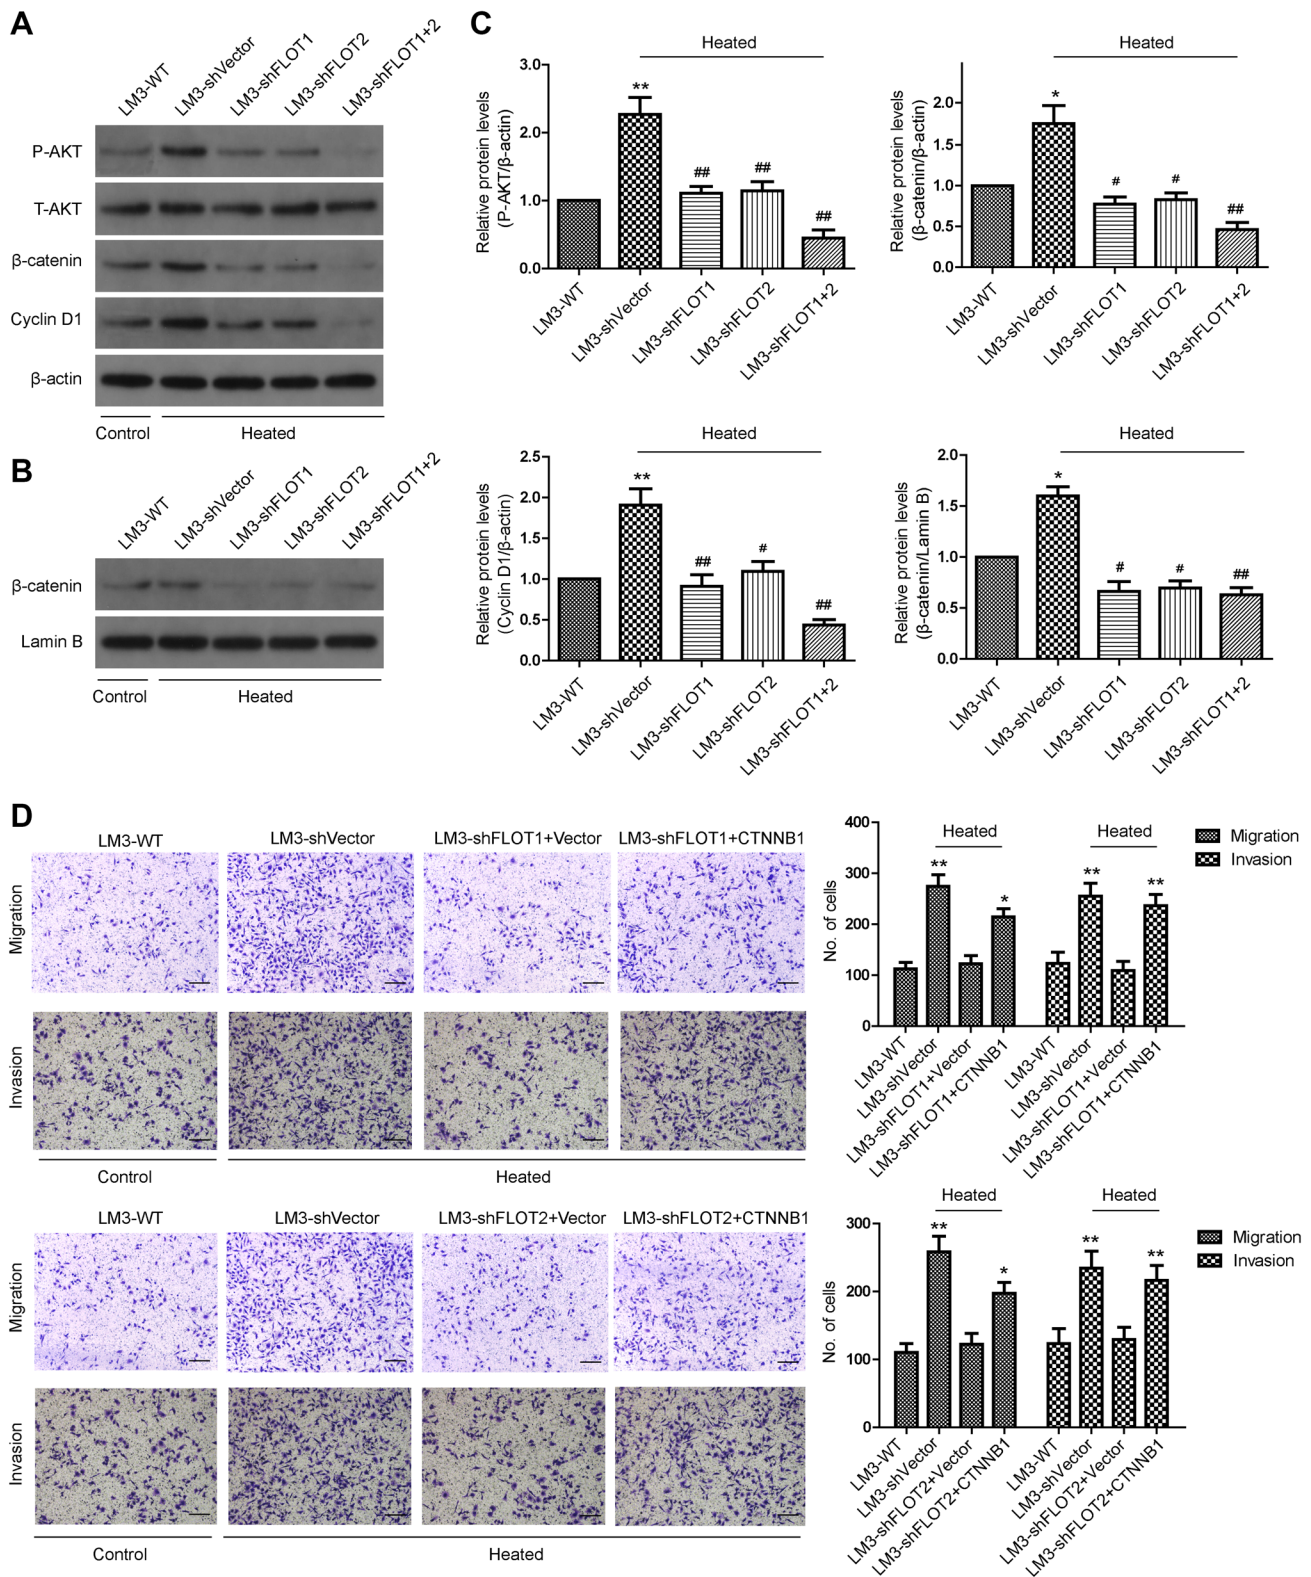 A
LM3-WT
LM3-shVector
LM3-shFLOT1
LM3-shFLOT2
LM3-shFLOT1+2
P-AKT
T-AKT
β-catenin
Cyclin D1
β-actin
Control
Heated
B
LM3-WT
LM3-shVector
LM3-shFLOT1
LM3-shFLOT2
LM3-shFLOT1+2
β-catenin
Lamin B
Control
Heated
C
Heated
Relative protein levels
(P-AKT/β-actin)
3.0
2.0
1.0
0.0
**
##
##
##
LM3-WT
LM3-shVector
LM3-shFLOT1
LM3-shFLOT2
LM3-shFLOT1+2
Heated
Relative protein levels
(β-catenin/β-actin)
2.0
1.5
1.0
0.5
0.0
*
#
#
##
LM3-WT
LM3-shVector
LM3-shFLOT1
LM3-shFLOT2
LM3-shFLOT1+2
Heated
Relative protein levels
(Cyclin D1/β-actin)
2.5
2.0
1.5
1.0
0.5
0.0
**
##
#
##
LM3-WT
LM3-shVector
LM3-shFLOT1
LM3-shFLOT2
LM3-shFLOT1+2
Heated
Relative protein levels
(β-catenin/Lamin B)
2.0
1.5
1.0
0.5
0.0
*
#
#
##
LM3-WT
LM3-shVector
LM3-shFLOT1
LM3-shFLOT2
LM3-shFLOT1+2
D
LM3-WT
LM3-shVector
LM3-shFLOT1+Vector
LM3-shFLOT1+CTNNB1
Migration
Invasion
Control
Heated
No. of cells
400
300
200
100
0
Heated
Heated
**
*
**
**
Migration
Invasion
LM3-WT
LM3-shVector
LM3-shFLOT1+Vector
LM3-shFLOT1+CTNNB1
LM3-WT
LM3-shVector
LM3-shFLOT1+Vector
LM3-shFLOT1+CTNNB1
LM3-WT
LM3-shVector
LM3-shFLOT2+Vector
LM3-shFLOT2+CTNNB1
Migration
Invasion
Control
Heated
No. of cells
300
200
100
0
Heated
Heated
**
*
**
**
Migration
Invasion
LM3-WT
LM3-shVector
LM3-shFLOT2+Vector
LM3-shFLOT2+CTNNB1
LM3-WT
LM3-shVector
LM3-shFLOT2+Vector
LM3-shFLOT2+CTNNB1